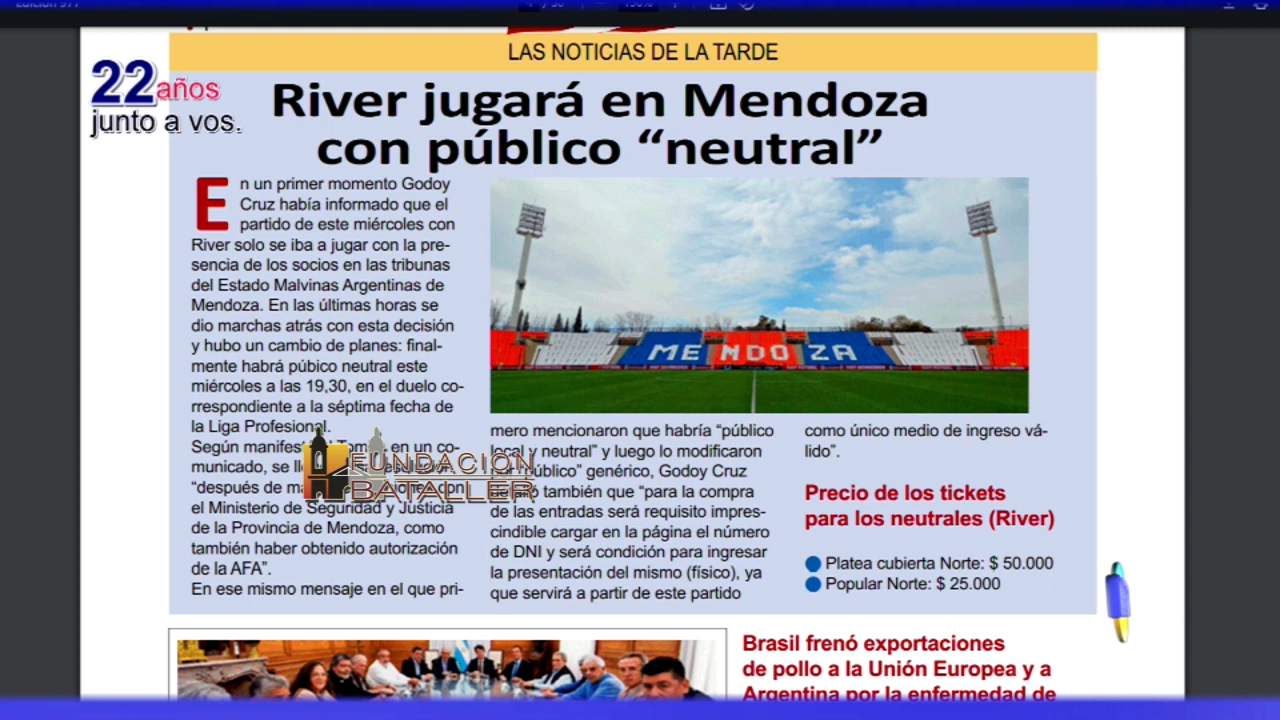 LAS NOTICIAS DE LA TARDE
22 años
junto a vos.
River jugará en Mendoza
con público “neutral”
En un primer momento Godoy
Cruz había informado que el
partido de este miércoles con
River solo se iba a jugar con la pre-
sencia de los socios en las tribunas
del Estado Malvinas Argentinas de
Mendoza. En las últimas horas se
dio marchas atrás con esta decisión
y hubo un cambio de planes: final-
mente habrá púbico neutral este
miércoles a las 19,30, en el duelo co-
rrespondiente a la séptima fecha de
la Liga Profesional.
Según en un co-
municado, se
“después de con
el Ministerio de Seguridad y Justicia
de la Provincia de Mendoza, como
también haber obtenido autorización
de la AFA”.
En ese mismo mensaje en el que pri-
MENDOZA
mero mencionaron que habría “público
local y neutral” y luego lo modificaron
por “público” genérico, Godoy Cruz
también que “para la compra
de las entradas será requisito impres-
cindible cargar en la página el número
de DNI y será condición para ingresar
la presentación del mismo (físico), ya
que servirá a partir de este partido
como único medio de ingreso vá-
lido”.
Precio de los tickets
para los neutrales (River)
Platea cubierta Norte: $ 50.000
Popular Norte: $ 25.000
FUNDACION
BATALLER
Brasil frenó exportaciones
de pollo a la Unión Europea y a
Argentina por la enfermedad de